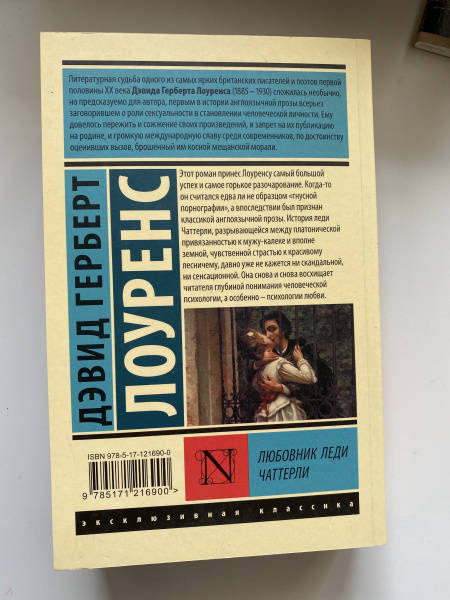 Литературная судьба одного из самых ярких британских писателей и поэтов первой
половины XX века Дэвида Герберта Лоуренса (1885 – 1930) сложилась необычно,
но предсказуемо для автора, первым в истории англоязычной прозы всерьез
заговорившем о роли сексуальности в становлении человеческой личности. Ему
довелось пережить и сожжение своих произведений, и запрет на их публикацию
на родине, и громкую международную славу среди современников, по достоинству
оценивших вызов, брошенный им косной мещанской морали.
ДЭВИД ГЕРБЕРТ
ЛОУРЕНС
Этот роман принес Лоуренсу самый большой
успех и самое горькое разочарование. Когда-то
он считался едва ли не образцом «гнусной
порнографии», а впоследствии был признан
классикой англоязычной прозы. История леди
Чаттерли, разрывающейся между платонической
привязанностью к мужу-калеке и вполне
земной, чувственной страстью к красивому
лесничему, давно уже не кажется ни скандальной,
ни сенсационной. Она снова и снова восхищает
читателя глубиной понимания человеческой
психологии, а особенно – психологии любви.
ISBN 978-5-17-121690-0
9 785171 216900 >
N
ЛЮБОВНИК ЛЕДИ
ЧАТТЕРЛИ
эксклюзивная классика